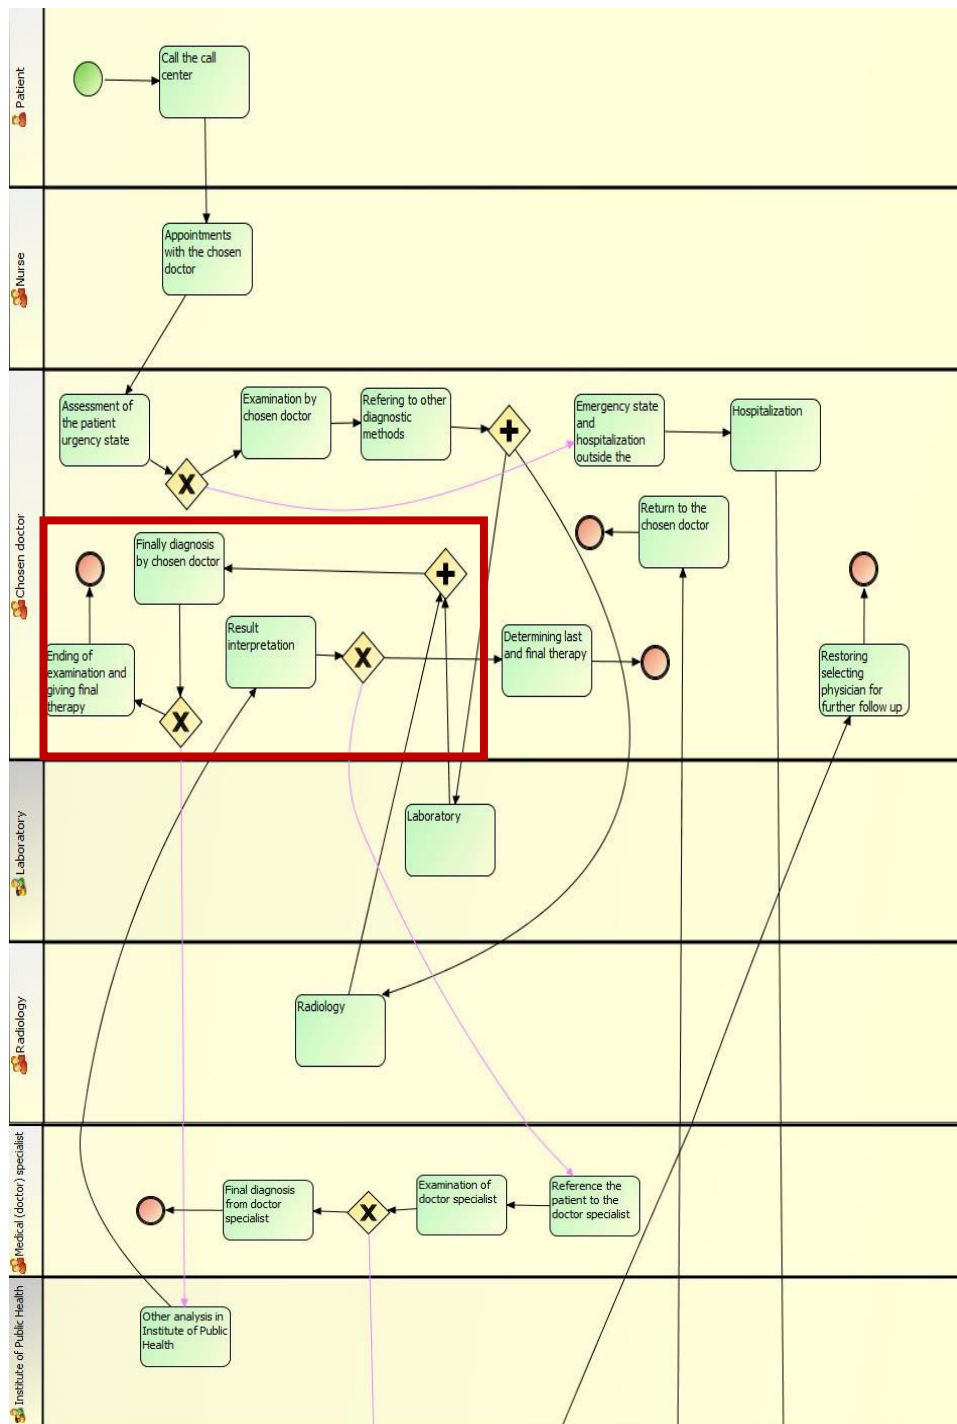 Patient
Call the call
center
Nurse
Appointments
with the chosen
doctor
Chosen doctor
Assessment of
the patient
urgency state
Examination by
chosen doctor
Refering to other
diagnostic
methods
Emergency state
and
hospitalization
outside the
Hospitalization
X
+
Return to the
chosen doctor
Finally diagnosis
by chosen doctor
+
Result
interpretation
X
Determining last
and final therapy
Ending of
examination and
giving final
therapy
X
Restoring
selecting
physician for
further follow up
Laboratory
Laboratory
Radiology
Radiology
Medical (doctor) specialist
Final diagnosis
from doctor
specialist
X
Examination of
doctor specialist
Reference the
patient to the
doctor specialist
Institute of Public Health
Other analysis in
Institute of Public
Health